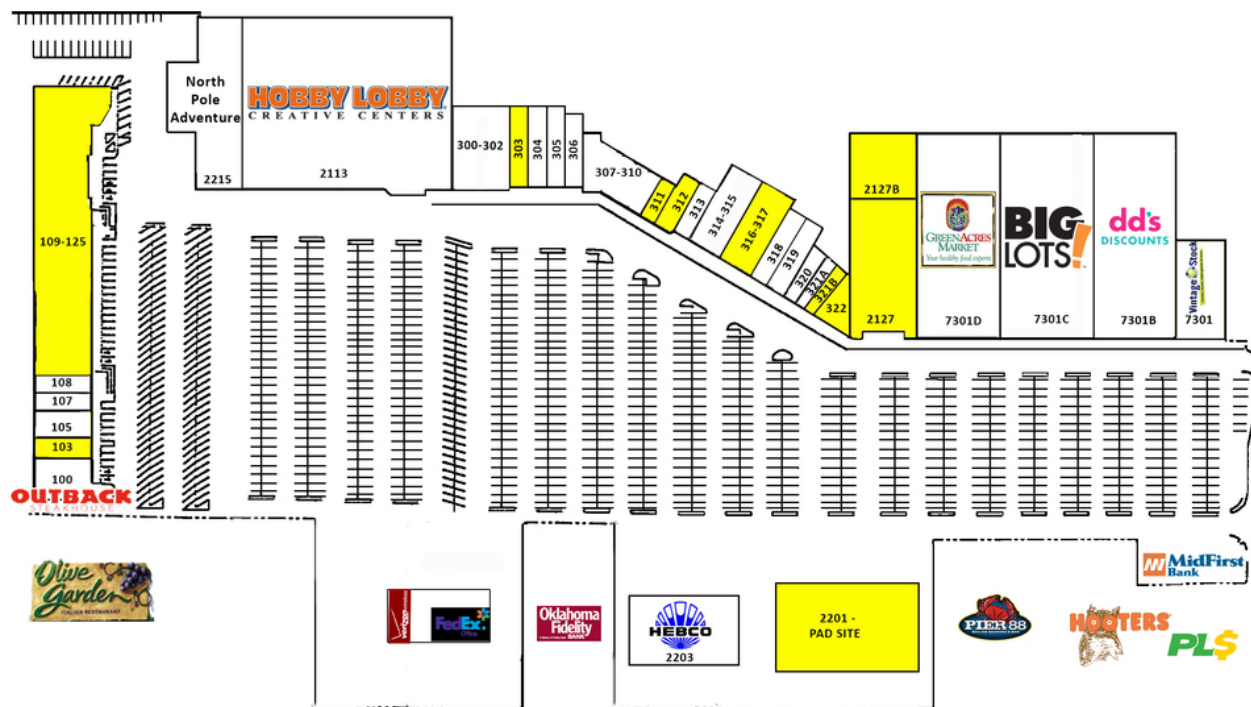 North
Pole
Adventure
2215
HOBBY LOBBY
CREATIVE CENTERS
2113
300-302
303
304
305
306
307-310
311
312
313
314-315
316-317
318
319
320
321A
321B
322
2127B
2127
GREENACRES
MARKET
Your healthy food experts
7301D
BIG
LOTS!
7301C
dd's
DISCOUNTS
7301B
Vintage Stock
7301
109-125
108
107
105
103
100
OUTBACK
STEAKHOUSE
Olive
Garden
ITALIAN RESTAURANT
verizon
FedEx
Office
Oklahoma
Fidelity
BANK
HEBCO
2203
2201 -
PAD SITE
PIER 88
MidFirst
Bank
HOOTERS
PL$